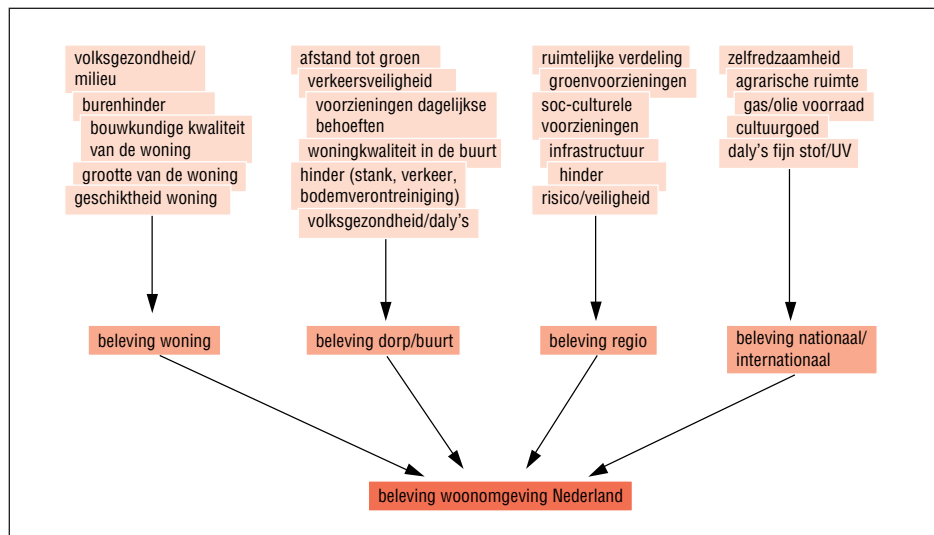 volksgezondheid/
milieu
burenhinder
bouwkundige kwaliteit
van de woning
grootte van de woning
geschiktheid woning
afstand tot groen
verkeersveiligheid
voorzieningen dagelijkse
behoeften
woningkwaliteit in de buurt
hinder (stank, verkeer,
bodemverontreiniging)
volksgezondheid/daly's
ruimtelijke verdeling
groenvoorzieningen
soc-culturele
voorzieningen
infrastructuur
hinder
risico/veiligheid
zelfredzaamheid
agrarische ruimte
gas/olie voorraad
cultuurgoed
daly's fijn stof/UV
beleving woning
beleving dorp/buurt
beleving regio
beleving nationaal/
internationaal
beleving woonomgeving Nederland